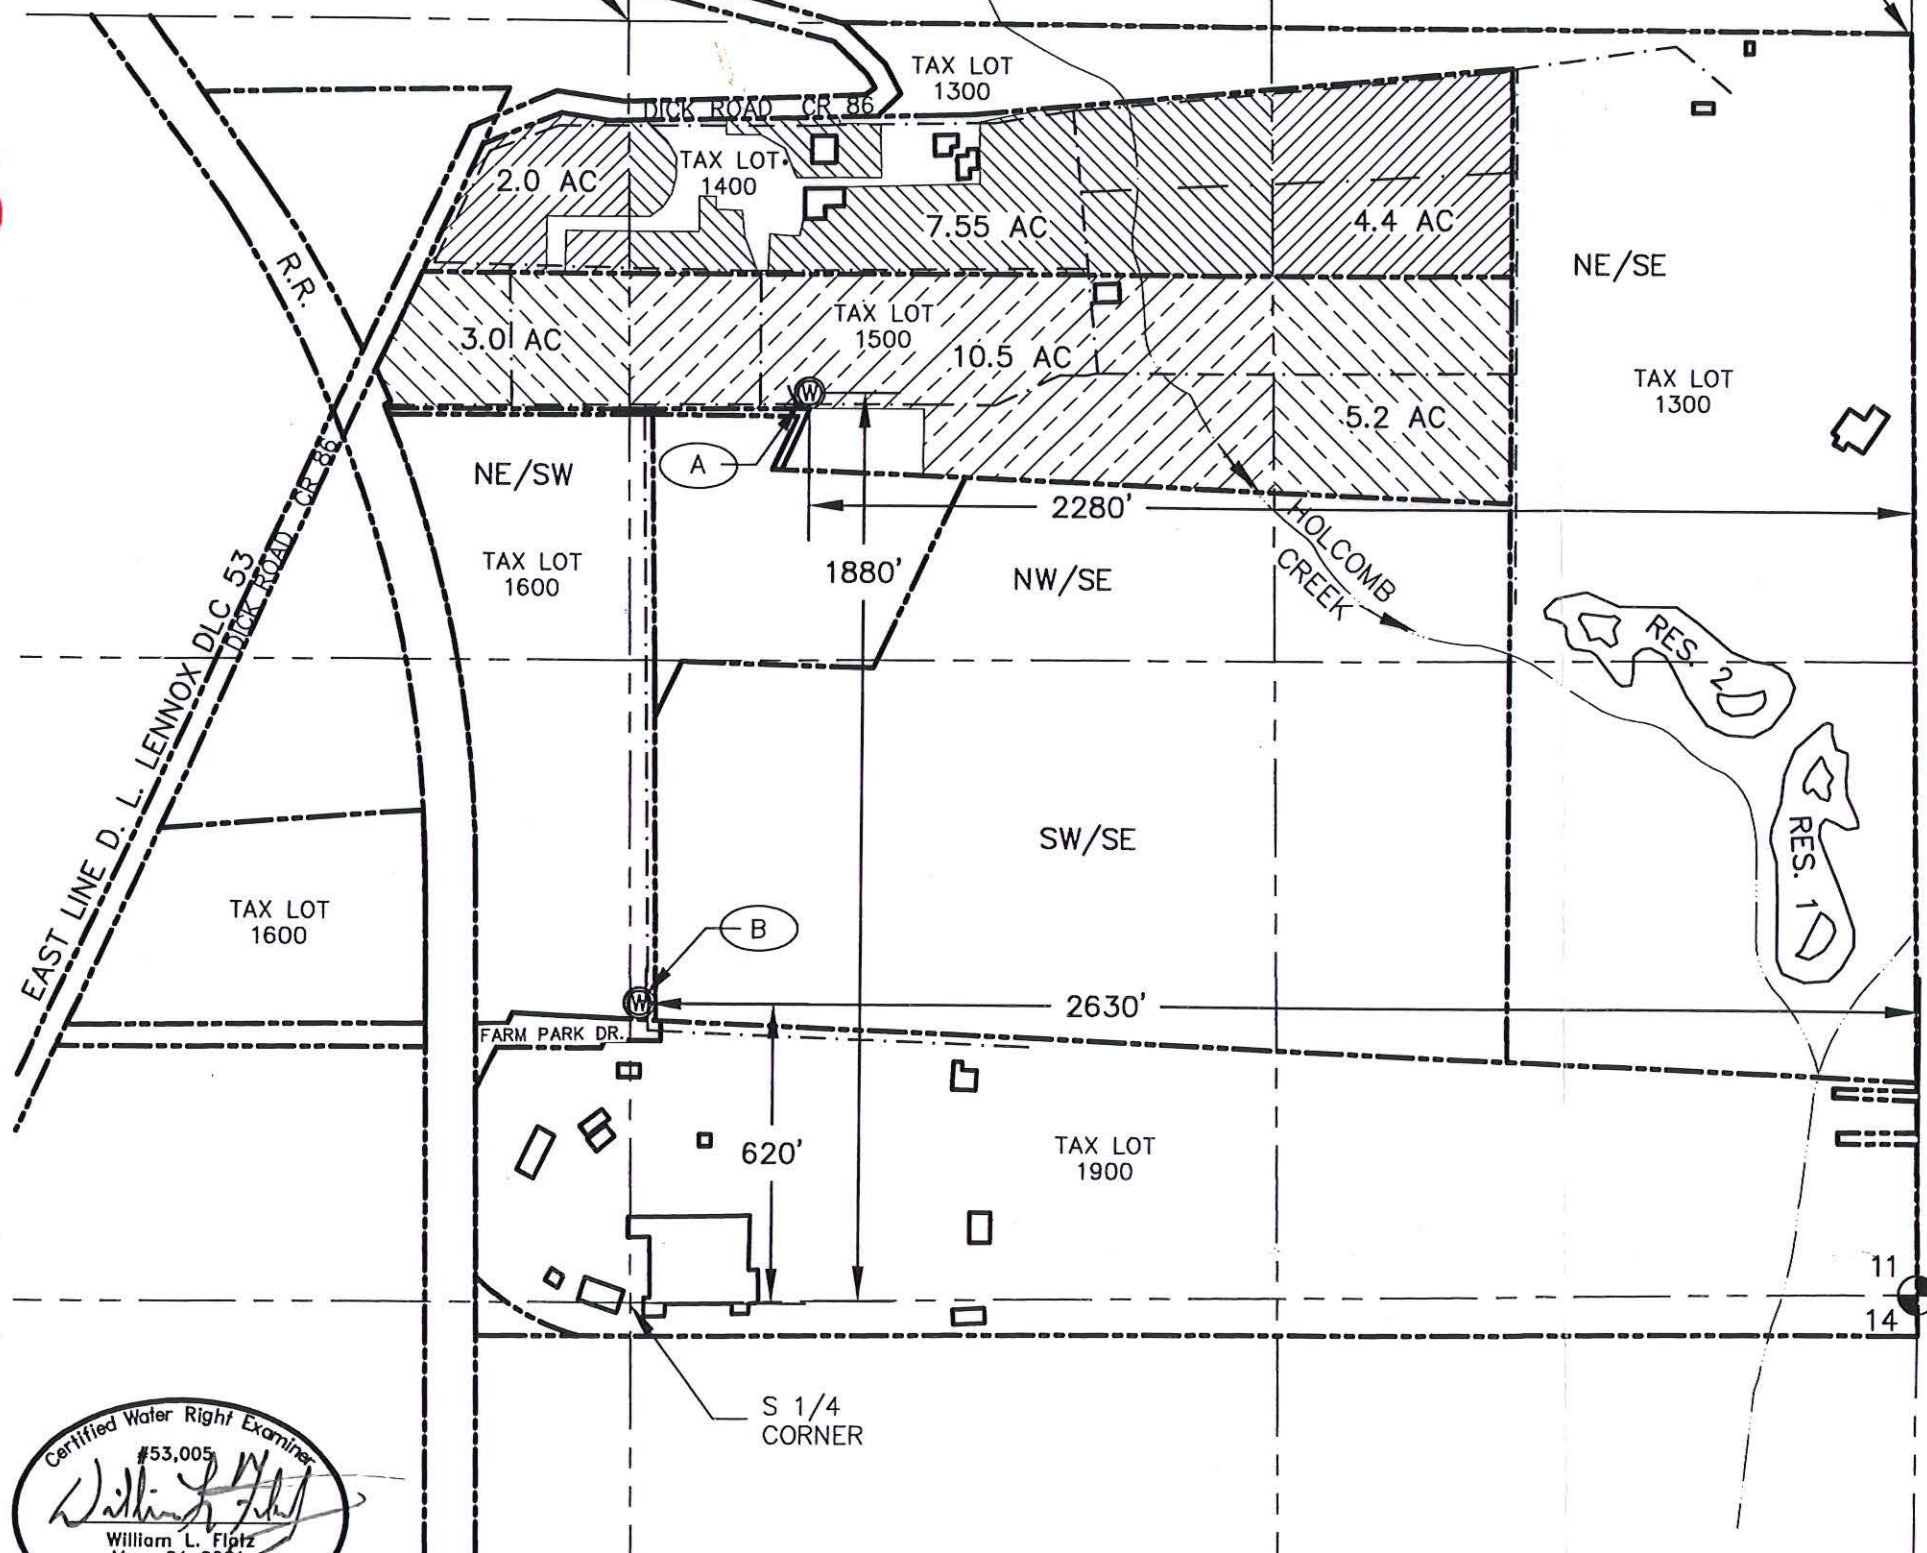 TAX LOT
1300
DICK ROAD CR 86
2.0 AC
TAX LOT
1400
7.55 AC
4.4 AC
NE/SE
R.R.
3.0 AC
TAX LOT
1500
10.5 AC
5.2 AC
TAX LOT
1300
W
A
NE/SW
2280'
1880'
NW/SE
HOLCOMB
CREEK
TAX LOT
1600
EAST LINE D. L. LENNOX DLC 53
DICK ROAD CR 86
RES. 2
RES. 1
SW/SE
TAX LOT
1600
B
W
2630'
FARM PARK DR.
620'
TAX LOT
1900
11
14
S 1/4
CORNER
Certified Water Right Examiner
#53,005
William L. Flatz